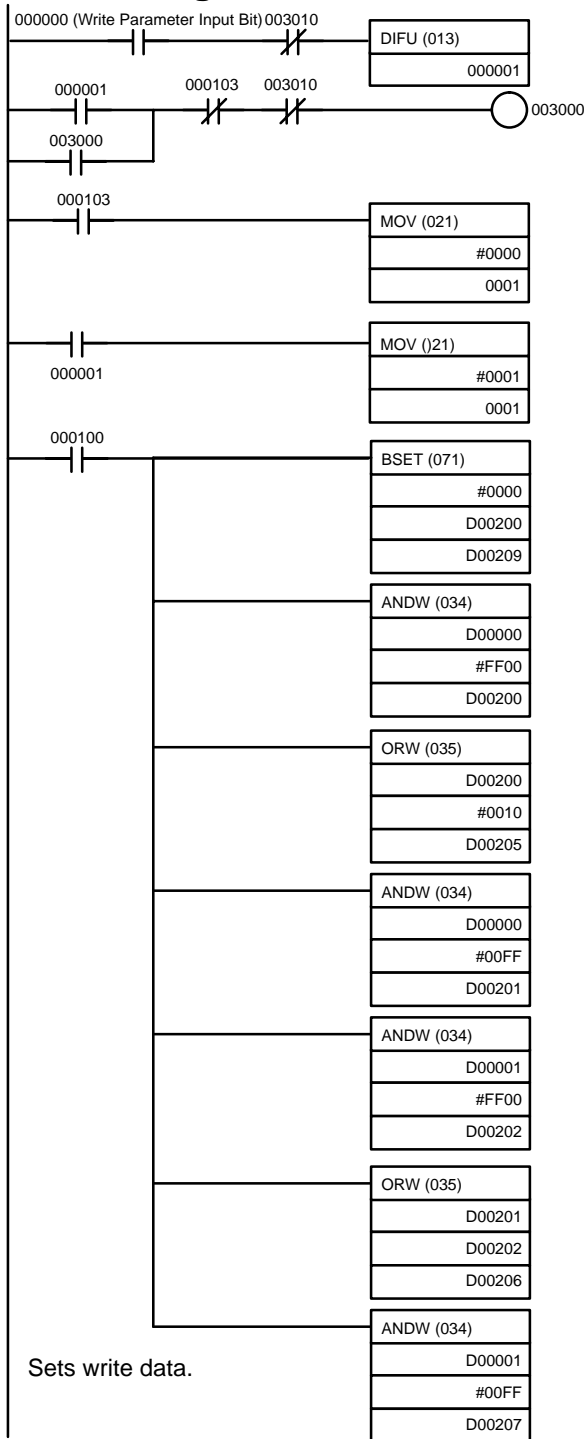 000000 (Write Parameter Input Bit) 003010
DIFU (013)
000001
000001 000103 003010
003000
003000
000103
MOV (021)
#0000
0001
MOV ()21)
000001
#0001
0001
000100
BSET (071)
#0000
D00200
D00209
ANDW (034)
D00000
#FF00
D00200
ORW (035)
D00200
#0010
D00205
ANDW (034)
D00000
#00FF
D00201
ANDW (034)
D00001
#FF00
D00202
ORW (035)
D00201
D00202
D00206
ANDW (034)
D00001
#00FF
D00207
Sets write data.